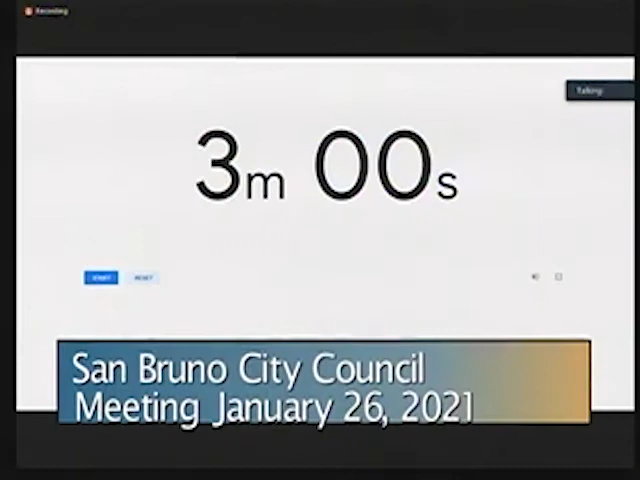 Recording
Talking:
3m 00s
START RESET
San Bruno City Council
Meeting January 26, 2021